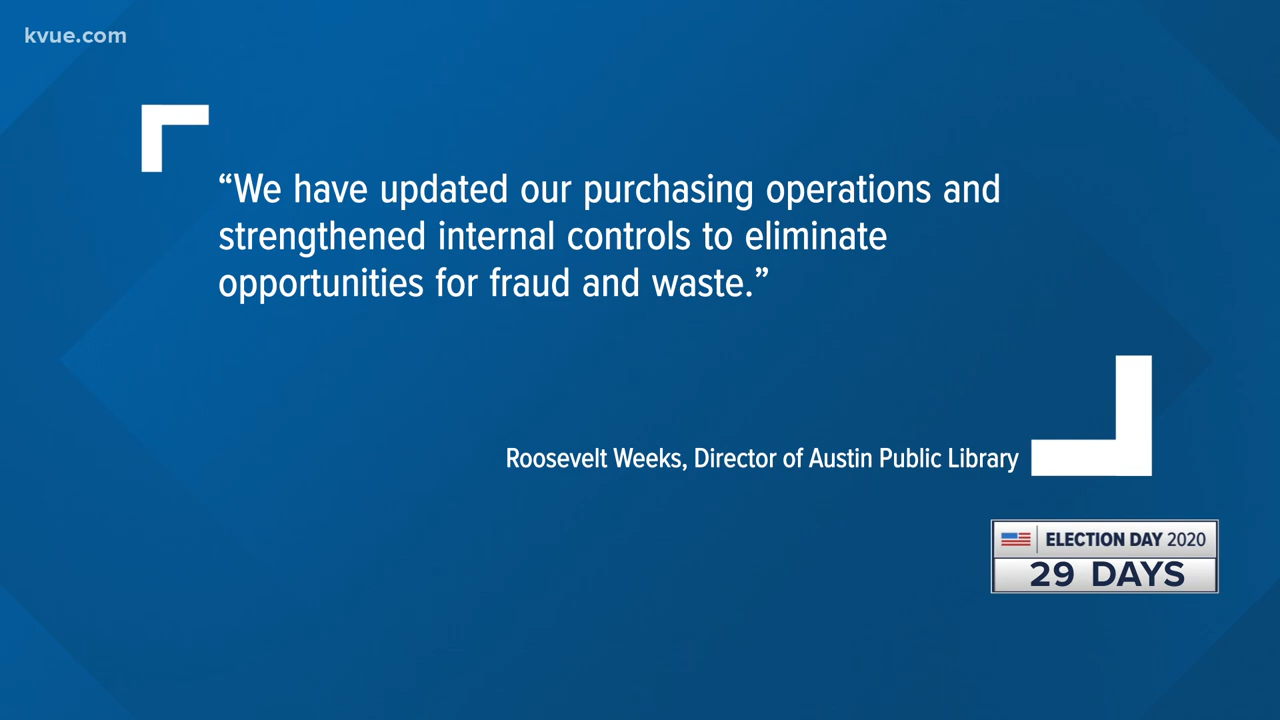 kvue.com
“We have updated our purchasing operations and
strengthened internal controls to eliminate
opportunities for fraud and waste.”
Roosevelt Weeks, Director of Austin Public Library
ELECTION DAY 2020
29 DAYS